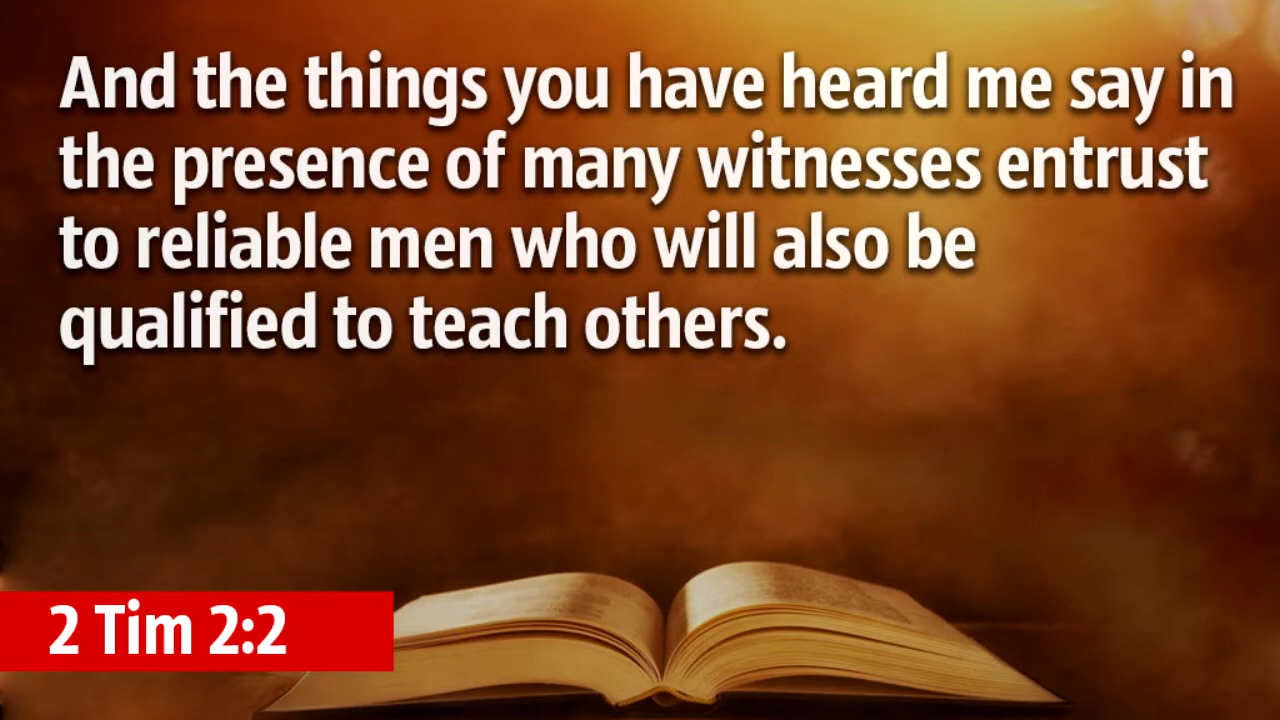 And the things you have heard me say in
the presence of many witnesses entrust
to reliable men who will also be
qualified to teach others.
2 Tim 2:2